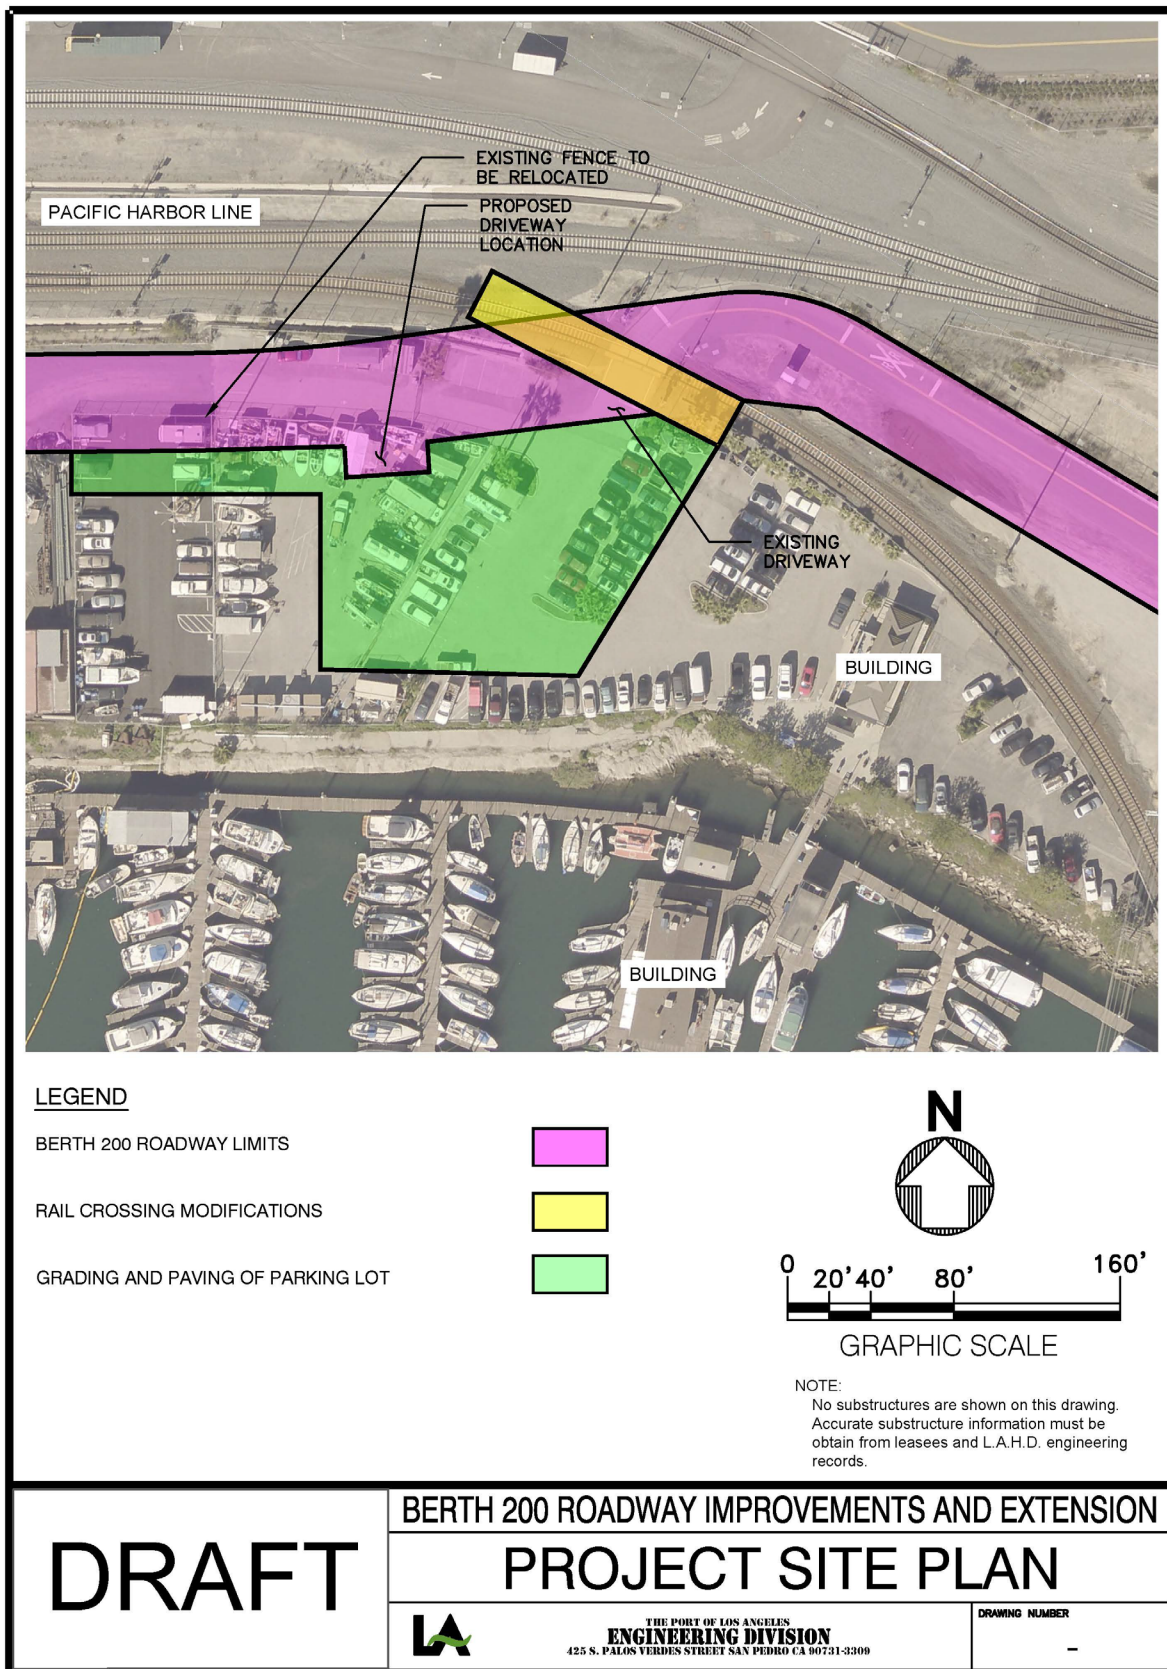 EXISTING FENCE TO
BE RELOCATED
PACIFIC HARBOR LINE
PROPOSED
DRIVEWAY
LOCATION
EXISTING
DRIVEWAY
BUILDING
BUILDING
LEGEND
BERTH 200 ROADWAY LIMITS
RAIL CROSSING MODIFICATIONS
GRADING AND PAVING OF PARKING LOT
N
0 20' 40' 80' 160'
GRAPHIC SCALE
NOTE:
No substructures are shown on this drawing.
Accurate substructure information must be
obtain from leasees and L.A.H.D. engineering
records.
DRAFT
BERTH 200 ROADWAY IMPROVEMENTS AND EXTENSION
PROJECT SITE PLAN
LA
THE PORT OF LOS ANGELES
ENGINEERING DIVISION
425 S. PALOS VERDES STREET SAN PEDRO CA 90731-3309
DRAWING NUMBER
–